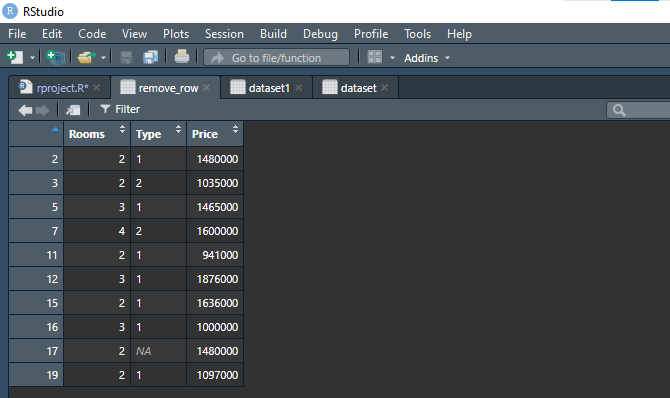 RStudio
File Edit Code View Plots Session Build Debug Profile Tools Help
Go to file/function Addins
rproject.R* remove_row dataset1 dataset
Filter
Rooms Type Price
2 2 1 1480000
3 2 2 1035000
5 3 1 1465000
7 4 2 1600000
11 2 1 941000
12 3 1 1876000
15 2 1 1636000
16 3 1 1000000
17 2 NA 1480000
19 2 1 1097000